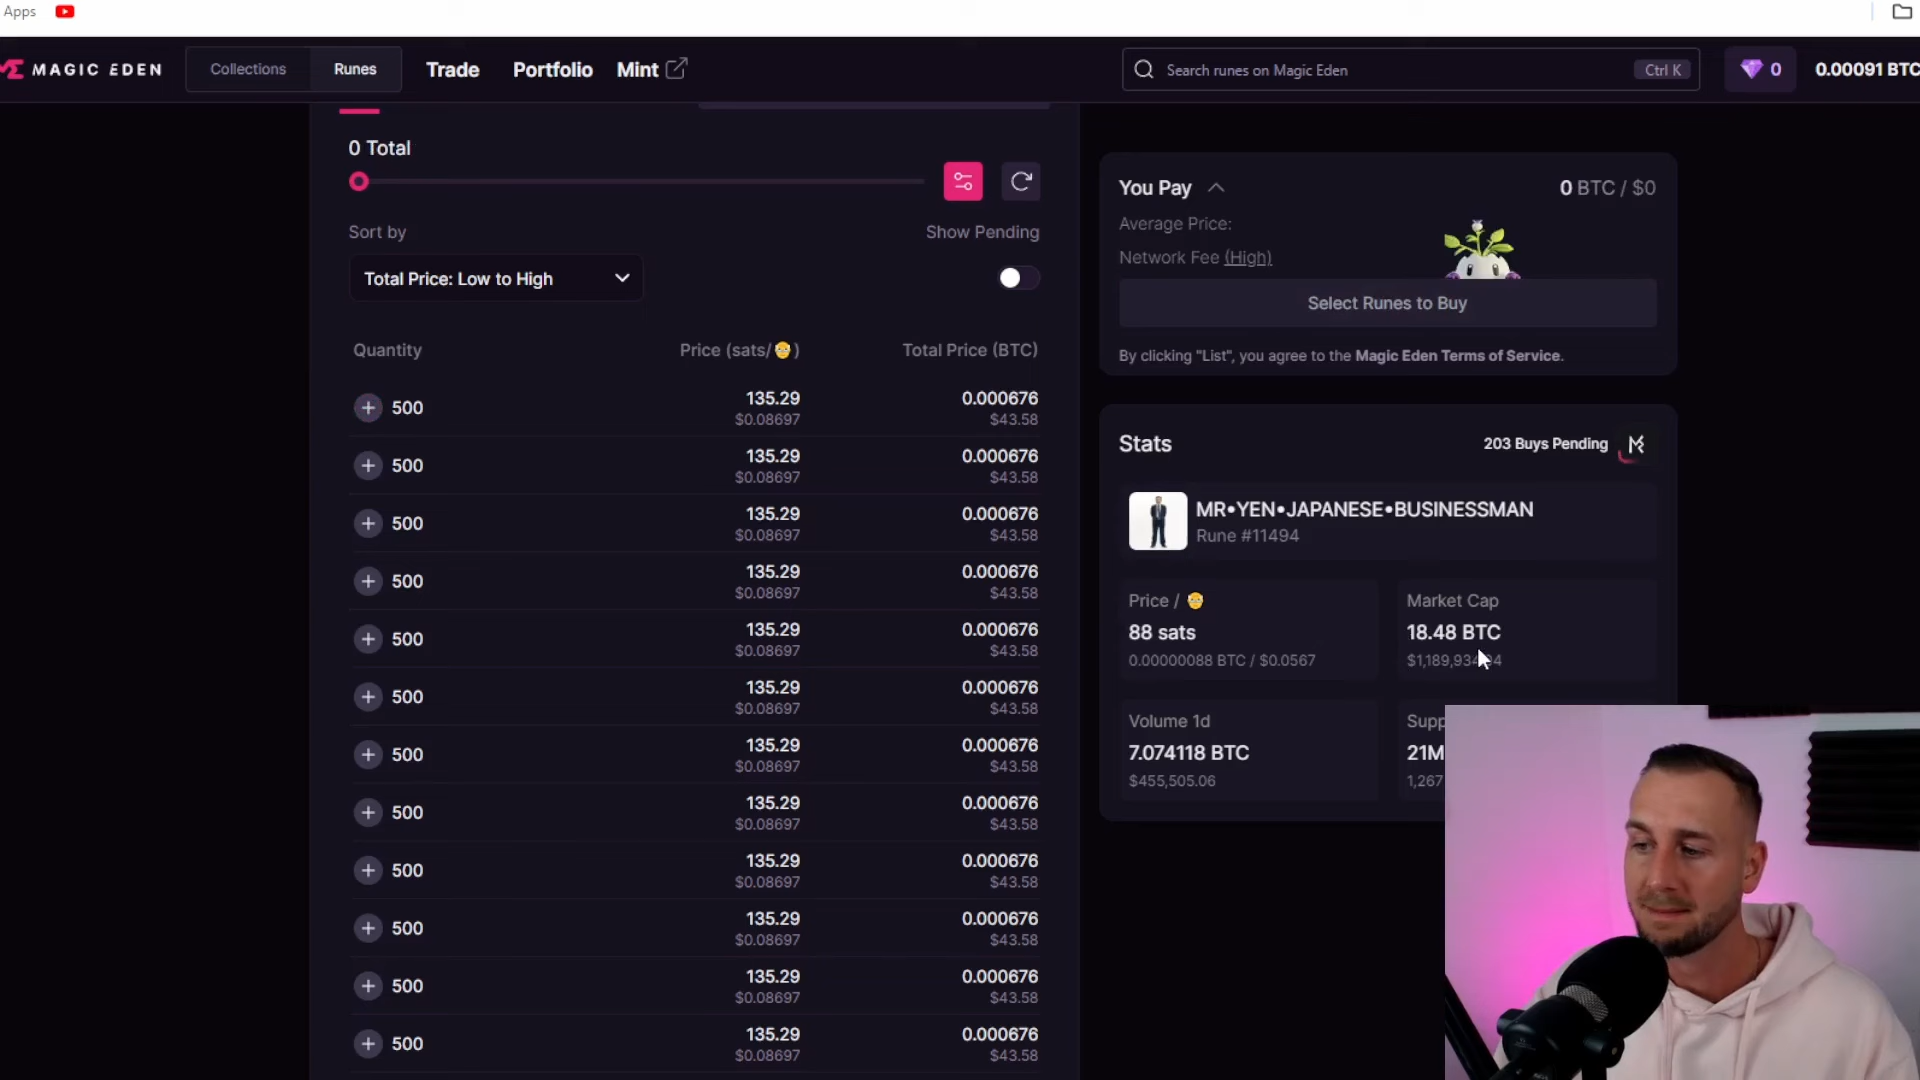 Apps
MAGIC EDEN
Collections
Runes
Trade
Portfolio
Mint
Search runes on Magic Eden
Ctrl K
0
0.00091 BTC
0 Total
Sort by
Show Pending
Total Price: Low to High
Quantity
Price (sats/👴)
Total Price (BTC)
500
135.29
0.000676
$0.08697
$43.58
500
135.29
0.000676
$0.08697
$43.58
500
135.29
0.000676
$0.08697
$43.58
500
135.29
0.000676
$0.08697
$43.58
500
135.29
0.000676
$0.08697
$43.58
500
135.29
0.000676
$0.08697
$43.58
500
135.29
0.000676
$0.08697
$43.58
500
135.29
0.000676
$0.08697
$43.58
500
135.29
0.000676
$0.08697
$43.58
500
135.29
0.000676
$0.08697
$43.58
500
135.29
0.000676
$0.08697
$43.58
500
135.29
0.000676
$0.08697
$43.58
You Pay
0 BTC / $0
Average Price:
Network Fee (High)
Select Runes to Buy
By clicking "List", you agree to the Magic Eden Terms of Service.
Stats
203 Buys Pending
MR•YEN•JAPANESE•BUSINESSMAN
Rune #11494
Price / 👴
88 sats
0.00000088 BTC / $0.0567
Market Cap
18.48 BTC
Volume 1d
7.074118 BTC
$455,505.06
Supp
21M
1,267